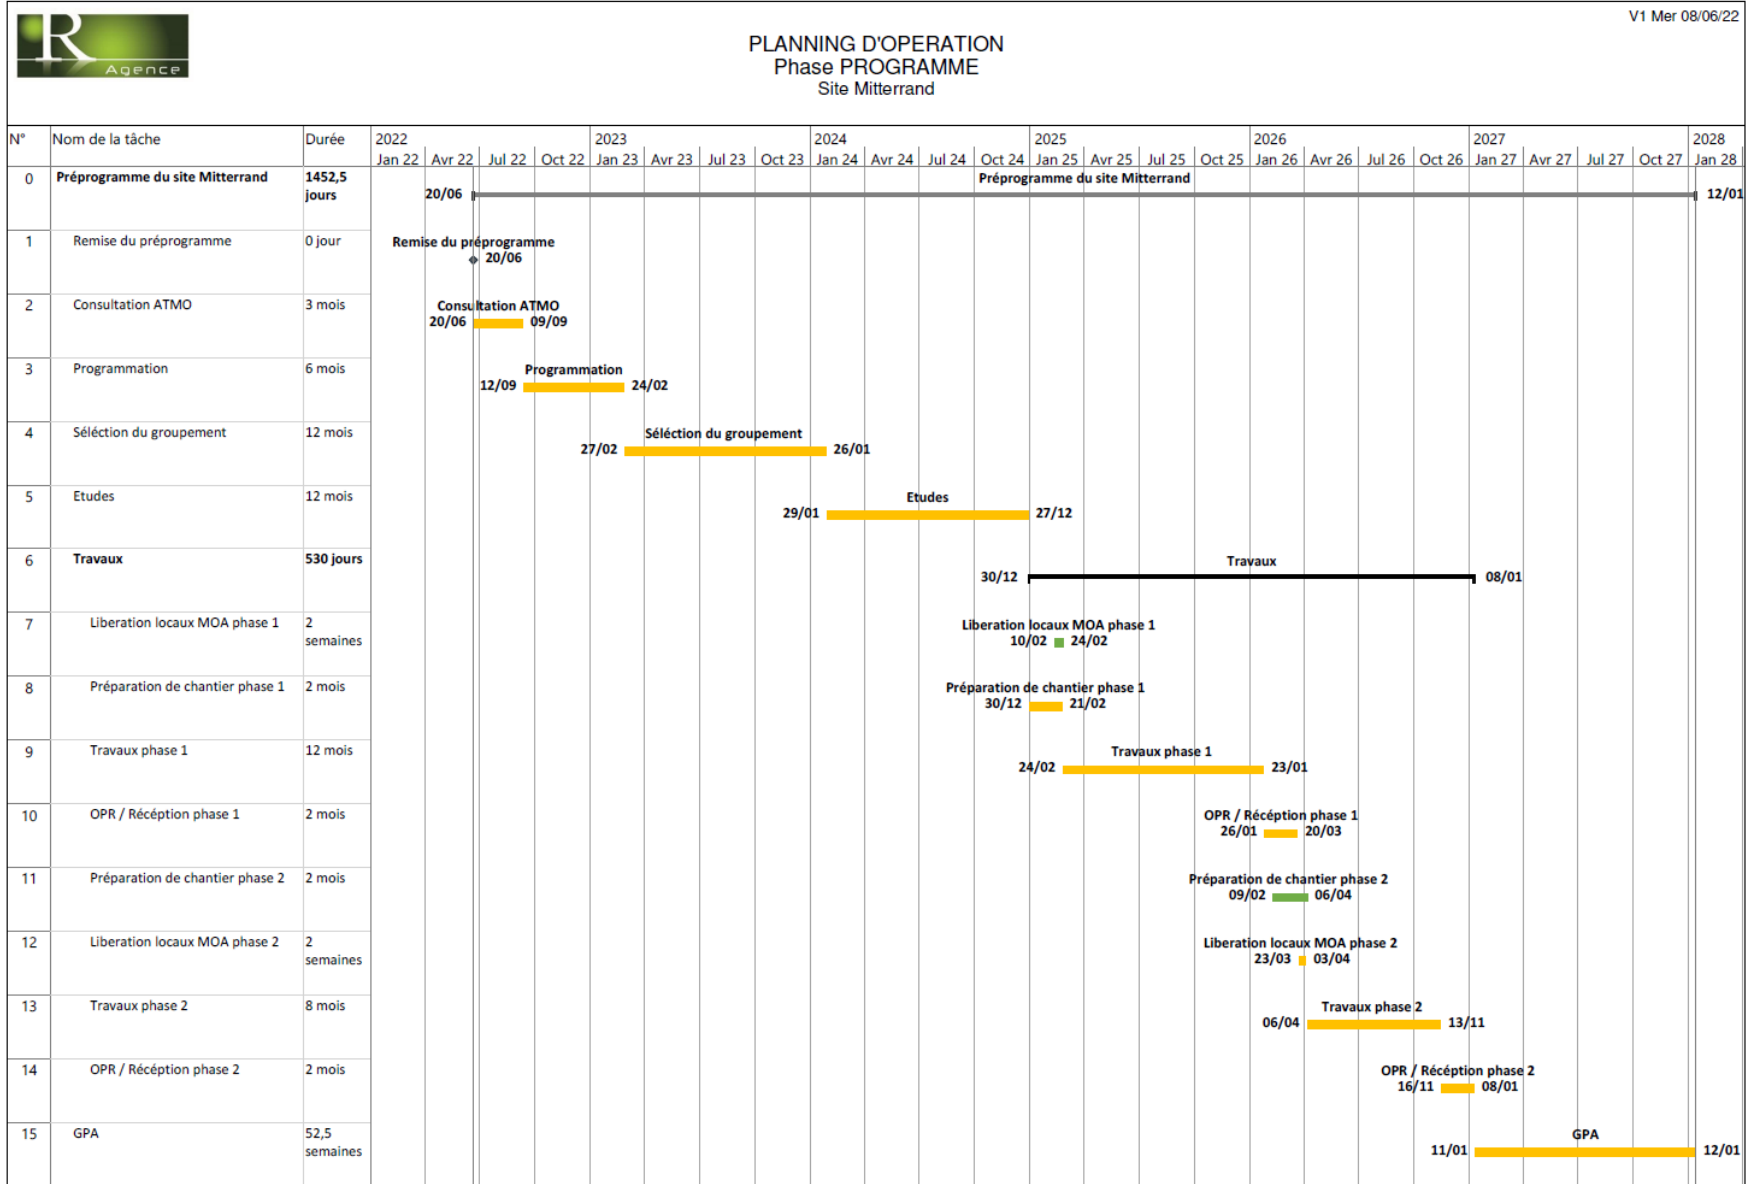 R
Agence
V1 Mer 08/06/22
PLANNING D'OPERATION
Phase PROGRAMME
Site Mitterrand
N° Nom de la tâche Durée 2022 2023 2024 2025 2026 2027 2028
Jan 22 Avr 22 Jul 22 Oct 22 Jan 23 Avr 23 Jul 23 Oct 23 Jan 24 Avr 24 Jul 24 Oct 24 Jan 25 Avr 25 Jul 25 Oct 25 Jan 26 Avr 26 Jul 26 Oct 26 Jan 27 Avr 27 Jul 27 Oct 27 Jan 28
0 Préprogramme du site Mitterrand 1452,5 Préprogramme du site Mitterrand
jours 20/06 12/01
1 Remise du préprogramme 0 jour Remise du préprogramme
20/06
2 Consultation ATMO 3 mois Consultation ATMO
20/06 09/09
3 Programmation 6 mois Programmation
12/09 24/02
4 Séléction du groupement 12 mois Séléction du groupement
27/02 26/01
5 Etudes 12 mois Etudes
29/01 27/12
6 Travaux 530 jours Travaux
30/12 08/01
7 Liberation locaux MOA phase 1 2 Liberation locaux MOA phase 1
semaines 10/02 24/02
8 Préparation de chantier phase 1 2 mois Préparation de chantier phase 1
30/12 21/02
9 Travaux phase 1 12 mois Travaux phase 1
24/02 23/01
10 OPR / Récéption phase 1 2 mois OPR / Récéption phase 1
26/01 20/03
11 Préparation de chantier phase 2 2 mois Préparation de chantier phase 2
09/02 06/04
12 Liberation locaux MOA phase 2 2 Liberation locaux MOA phase 2
semaines 23/03 03/04
13 Travaux phase 2 8 mois Travaux phase 2
06/04 13/11
14 OPR / Récéption phase 2 2 mois OPR / Récéption phase 2
16/11 08/01
15 GPA 52,5 GPA
semaines 11/01 12/01